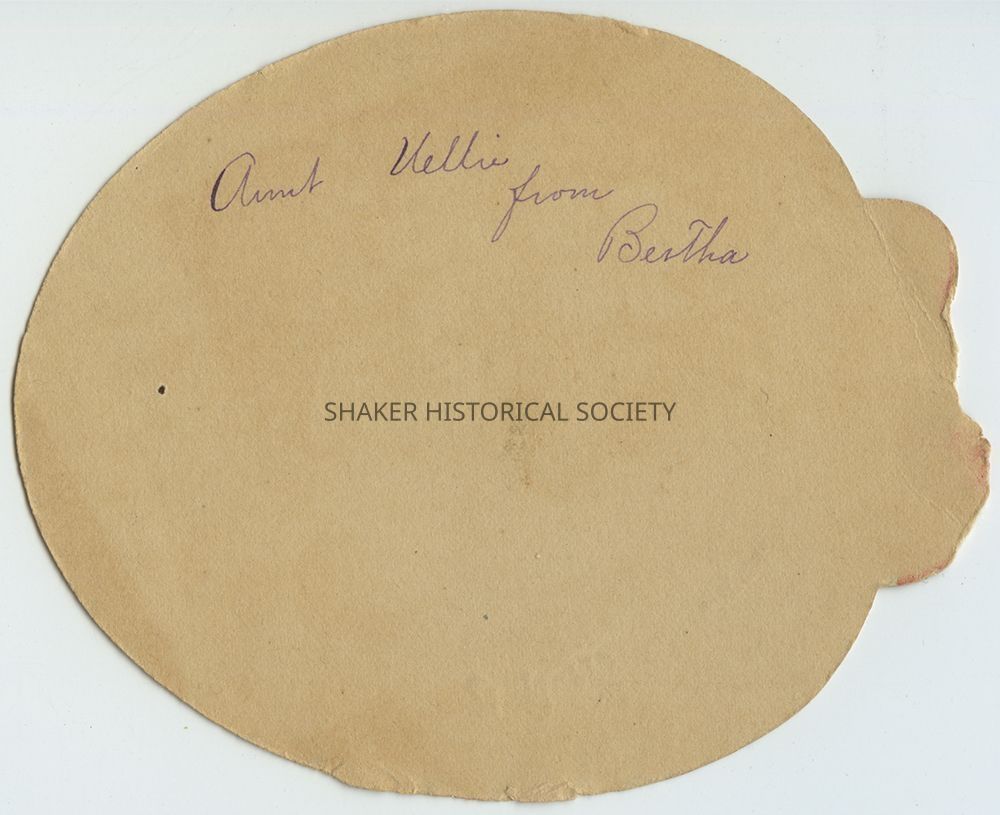 Aunt Nellie
from
Bertha
SHAKER HISTORICAL SOCIETY